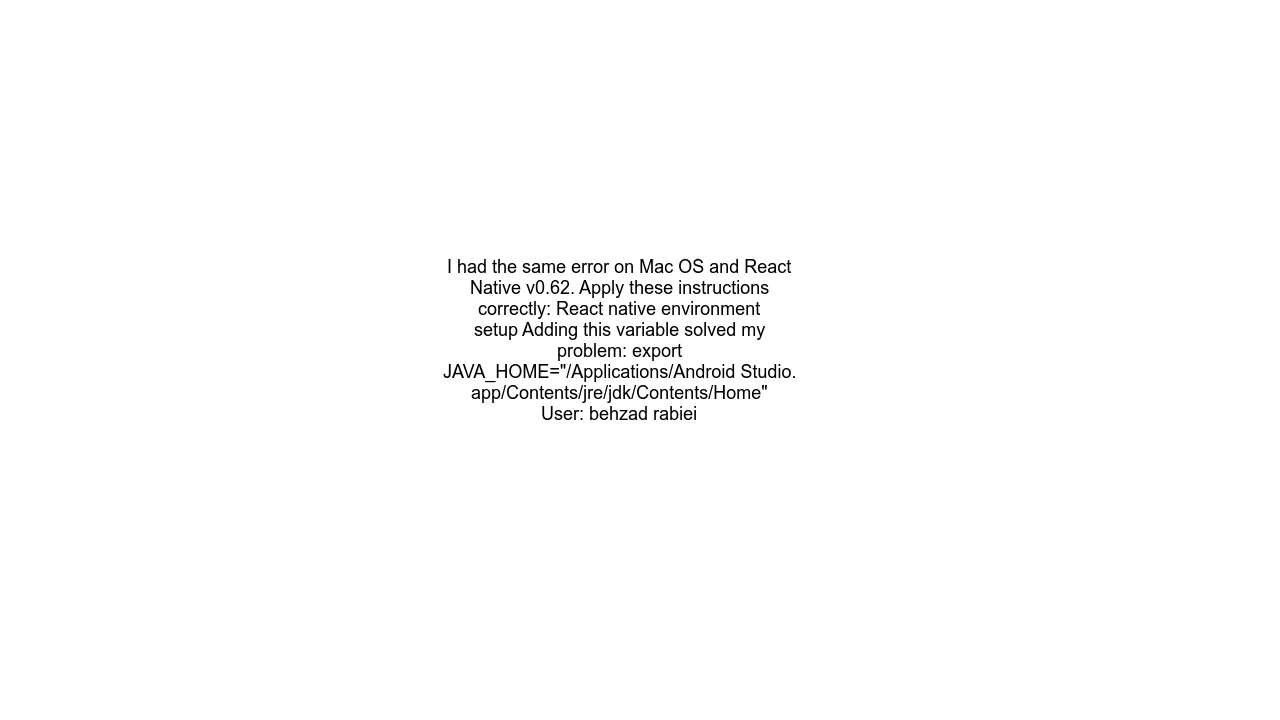 I had the same error on Mac OS and React
Native v0.62. Apply these instructions
correctly: React native environment
setup Adding this variable solved my
problem: export
JAVA_HOME="/Applications/Android Studio.
app/Contents/jre/jdk/Contents/Home"
User: behzad rabiei